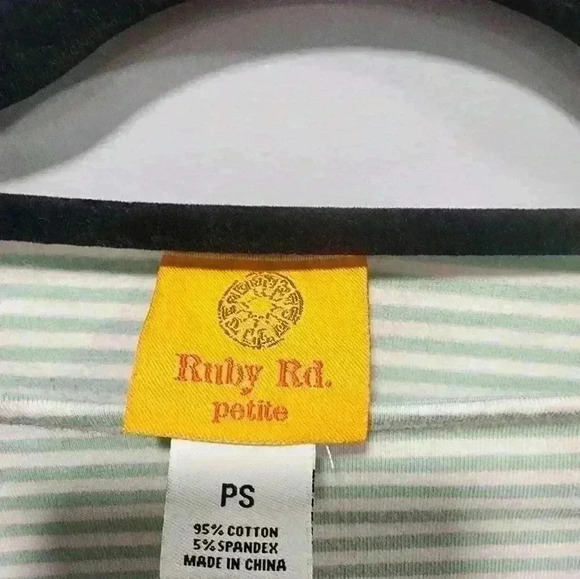 Ruby Rd.
petite
PS
95% COTTON
5% SPANDEX
MADE IN CHINA